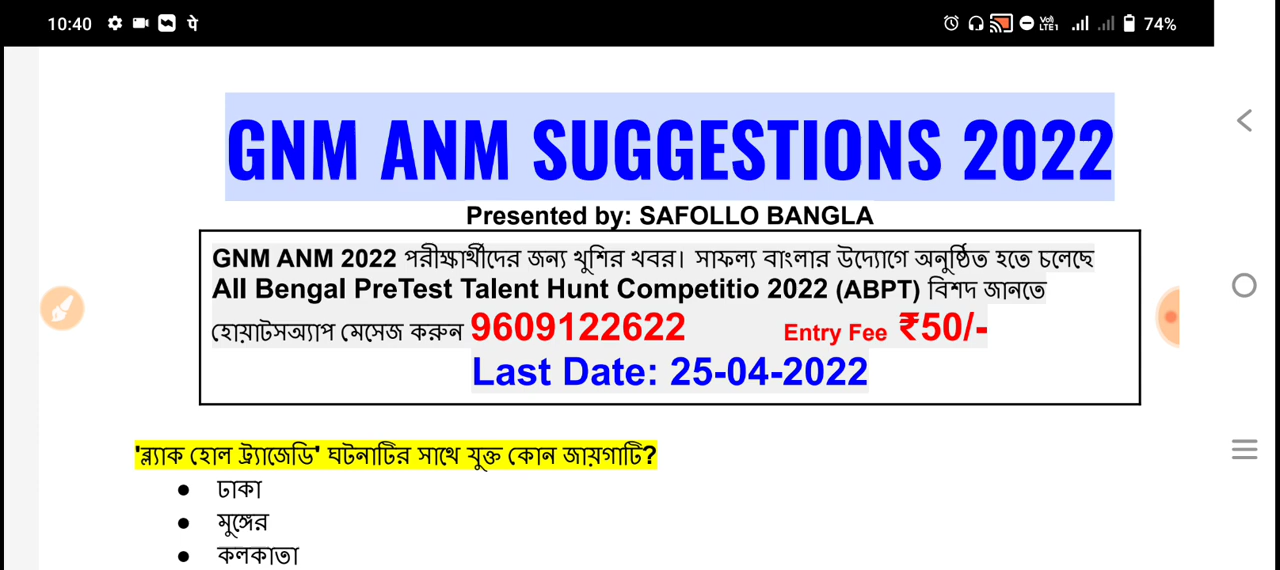 10:40 पे Vo) LTE1 74%
GNM ANM SUGGESTIONS 2022
Presented by: SAFOLLO BANGLA
GNM ANM 2022 পরীক্ষার্থীদের জন্য খুশির খবর। সাফল্য বাংলার উদ্যোগে অনুষ্ঠিত হতে চলেছে
All Bengal PreTest Talent Hunt Competitio 2022 (ABPT) বিশদ জানতে
হোয়াটসঅ্যাপ মেসেজ করুন 9609122622 Entry Fee ₹50/-
Last Date: 25-04-2022
'ব্ল্যাক হোল ট্র্যাজেডি' ঘটনাটির সাথে যুক্ত কোন জায়গাটি?
● ঢাকা
● মুঙ্গের
● কলকাতা